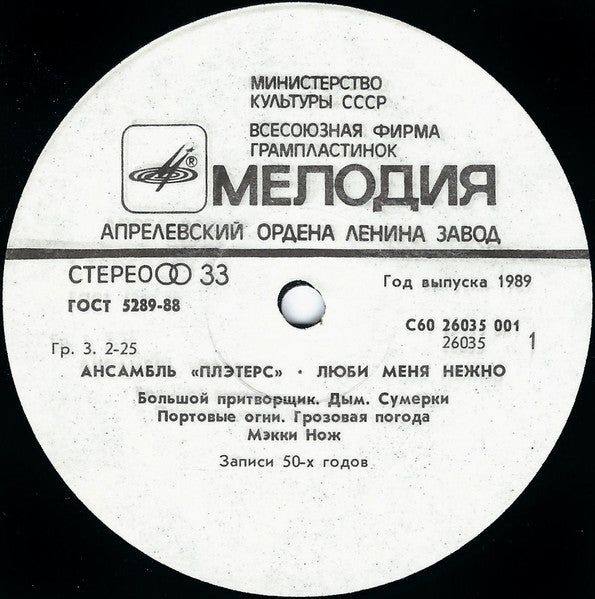 МИНИСТЕРСТВО
КУЛЬТУРЫ СССР
ВСЕСОЮЗНАЯ ФИРМА
ГРАМПЛАСТИНОК
®
МЕЛОДИЯ
АПРЕЛЕВСКИЙ ОРДЕНА ЛЕНИНА ЗАВОД
СТЕРЕО 33
Год выпуска 1989
ГОСТ 5289-88
С60 26035 001
26035 1
Гр. 3. 2-25
АНСАМБЛЬ «ПЛЭТЕРС» · ЛЮБИ МЕНЯ НЕЖНО
Большой притворщик. Дым. Сумерки
Портовые огни. Грозовая погода
Мэкки Нож
Записи 50-х годов